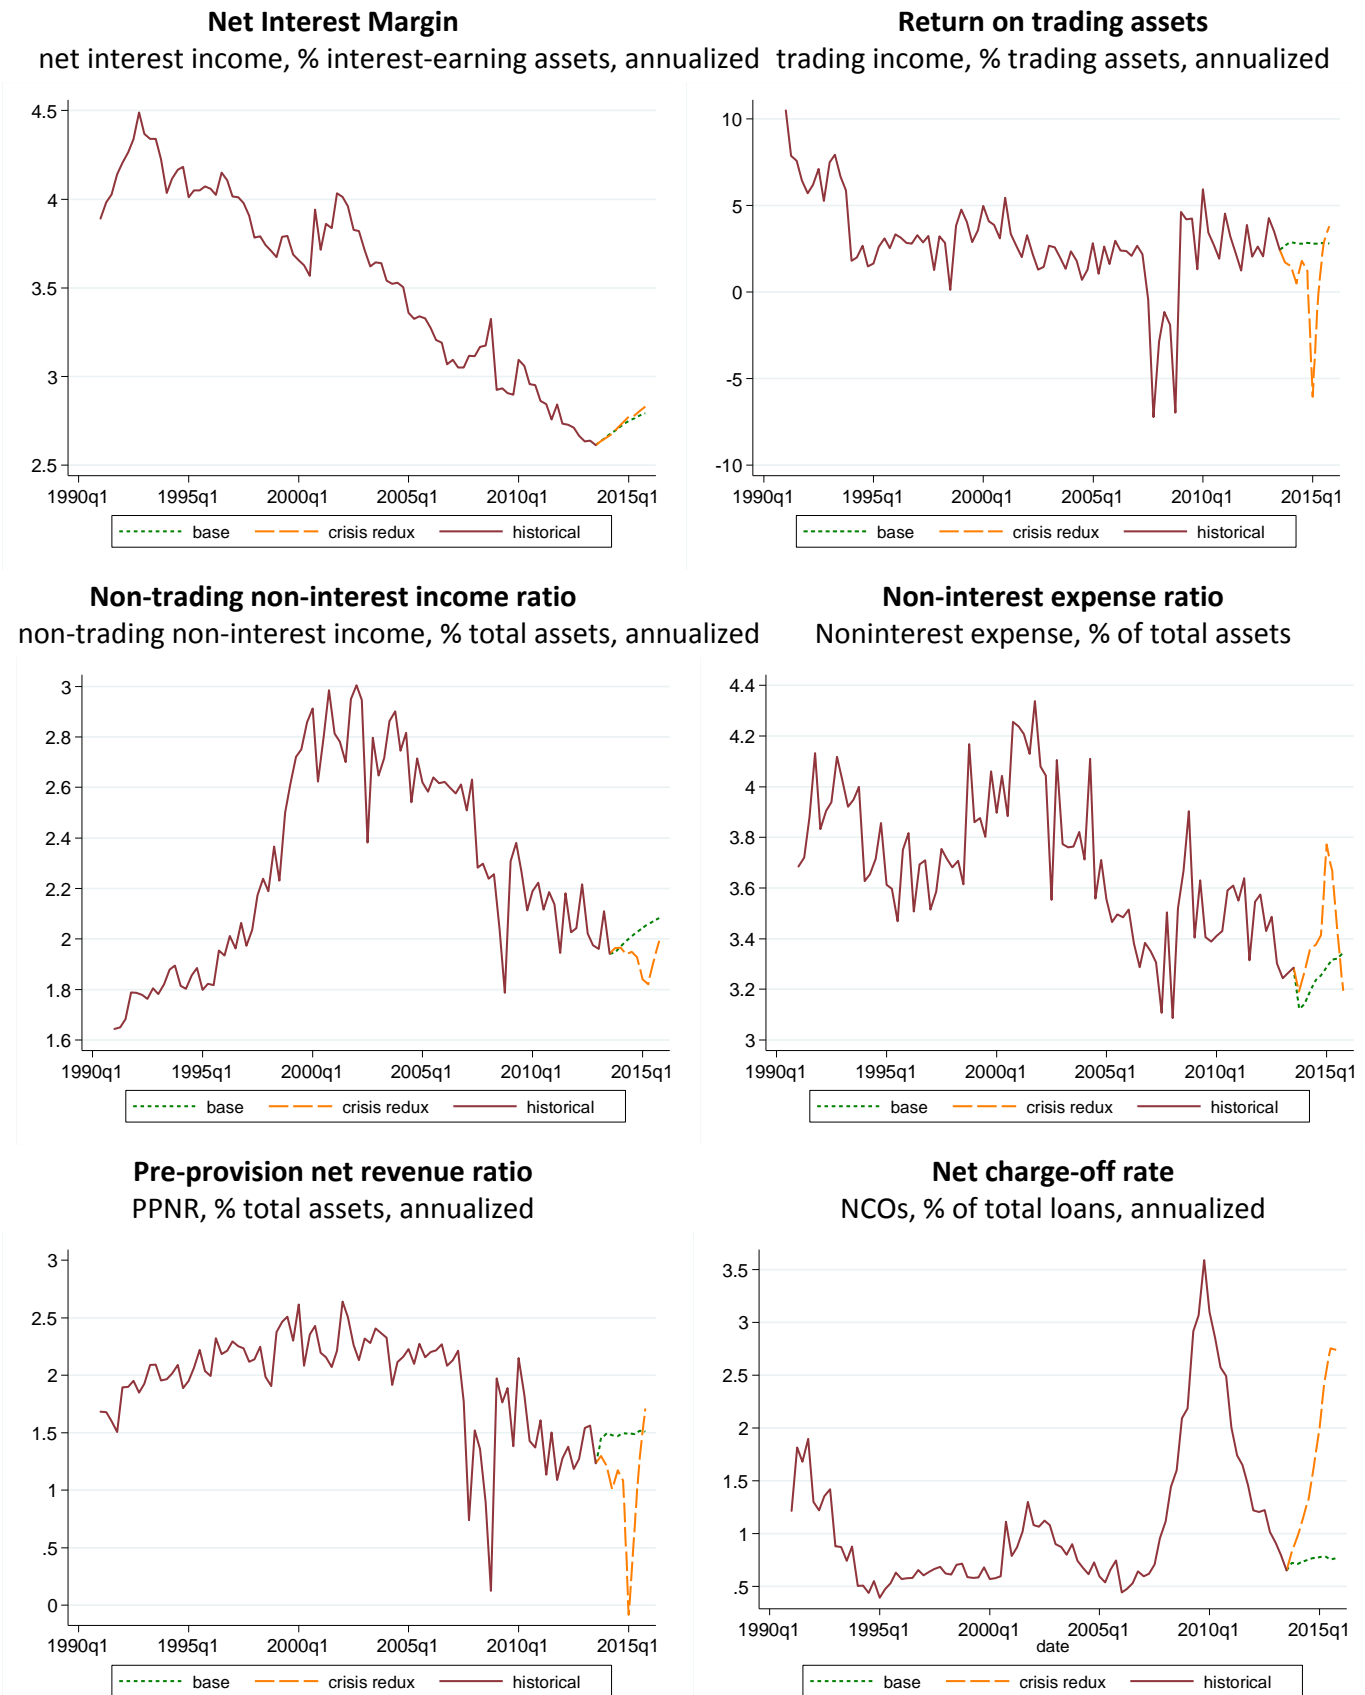 Net Interest Margin
net interest income, % interest-earning assets, annualized
4.5
4
3.5
3
2.5
1990q1 1995q1 2000q1 2005q1 2010q1 2015q1
base crisis redux historical
Return on trading assets
trading income, % trading assets, annualized
10
5
0
-5
-10
1990q1 1995q1 2000q1 2005q1 2010q1 2015q1
base crisis redux historical
Non-trading non-interest income ratio
non-trading non-interest income, % total assets, annualized
3
2.8
2.6
2.4
2.2
2
1.8
1.6
1990q1 1995q1 2000q1 2005q1 2010q1 2015q1
base crisis redux historical
Non-interest expense ratio
Noninterest expense, % of total assets
4.4
4.2
4
3.8
3.6
3.4
3.2
3
1990q1 1995q1 2000q1 2005q1 2010q1 2015q1
base crisis redux historical
Pre-provision net revenue ratio
PPNR, % total assets, annualized
3
2.5
2
1.5
1
.5
0
1990q1 1995q1 2000q1 2005q1 2010q1 2015q1
base crisis redux historical
Net charge-off rate
NCOs, % of total loans, annualized
3.5
3
2.5
2
1.5
1
.5
1990q1 1995q1 2000q1 2005q1 2010q1 2015q1
date
base crisis redux historical